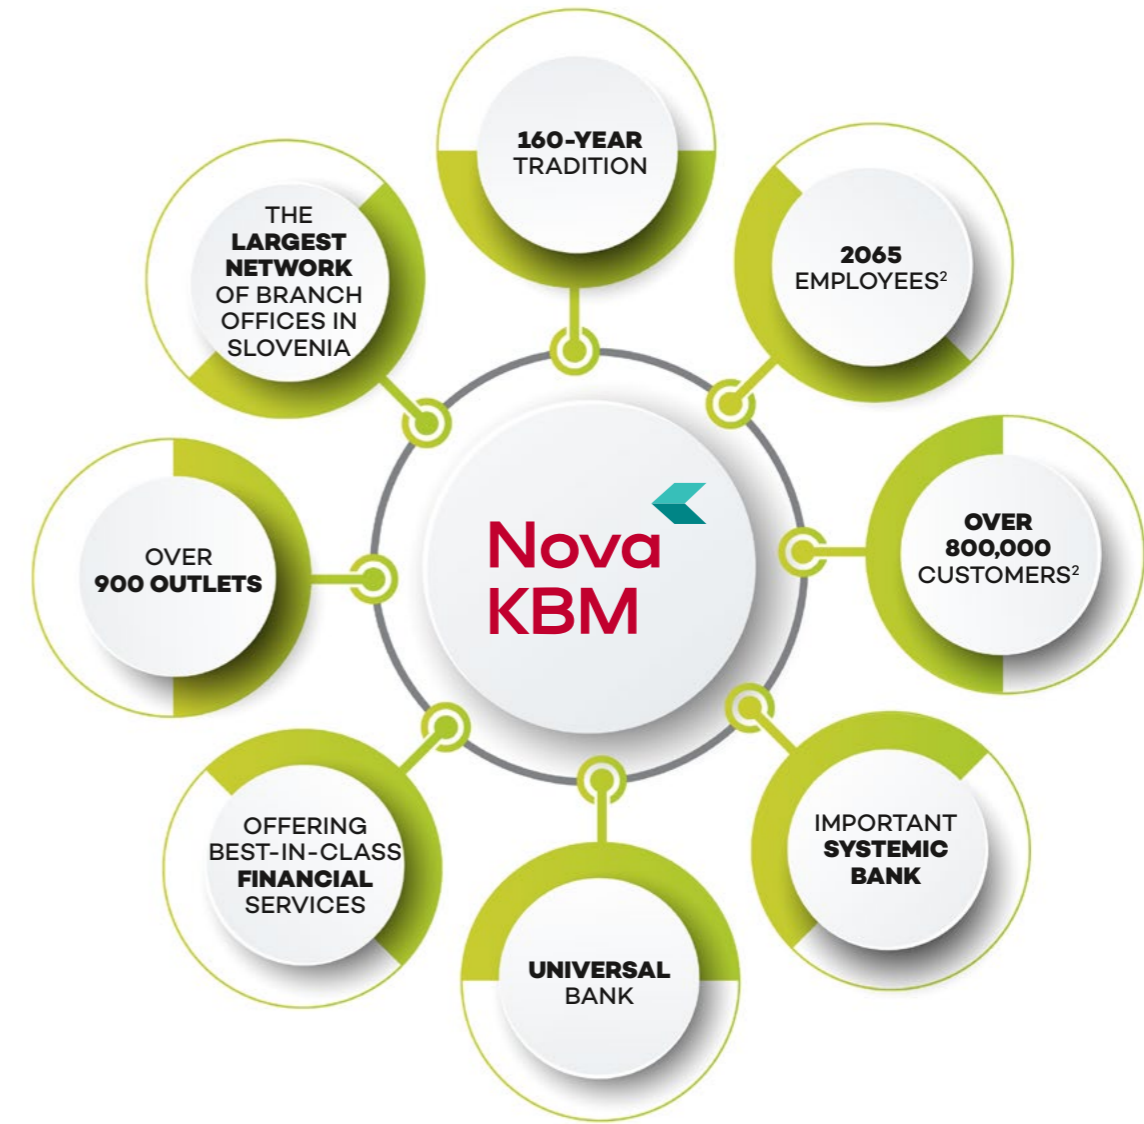 160-YEAR
TRADITION
2065
EMPLOYEES²
OVER
800,000
CUSTOMERS²
IMPORTANT
SYSTEMIC
BANK
UNIVERSAL
BANK
OFFERING
BEST-IN-CLASS
FINANCIAL
SERVICES
OVER
900 OUTLETS
THE
LARGEST
NETWORK
OF BRANCH
OFFICES IN
SLOVENIA
Nova
KBM